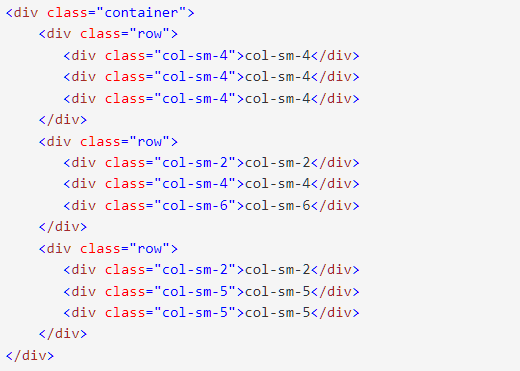 <div class="container">
    <div class="row">
       <div class="col-sm-4">col-sm-4</div>
       <div class="col-sm-4">col-sm-4</div>
       <div class="col-sm-4">col-sm-4</div>
    </div>
    <div class="row">
       <div class="col-sm-2">col-sm-2</div>
       <div class="col-sm-4">col-sm-4</div>
       <div class="col-sm-6">col-sm-6</div>
    </div>
    <div class="row">
       <div class="col-sm-2">col-sm-2</div>
       <div class="col-sm-5">col-sm-5</div>
       <div class="col-sm-5">col-sm-5</div>
    </div>
</div>